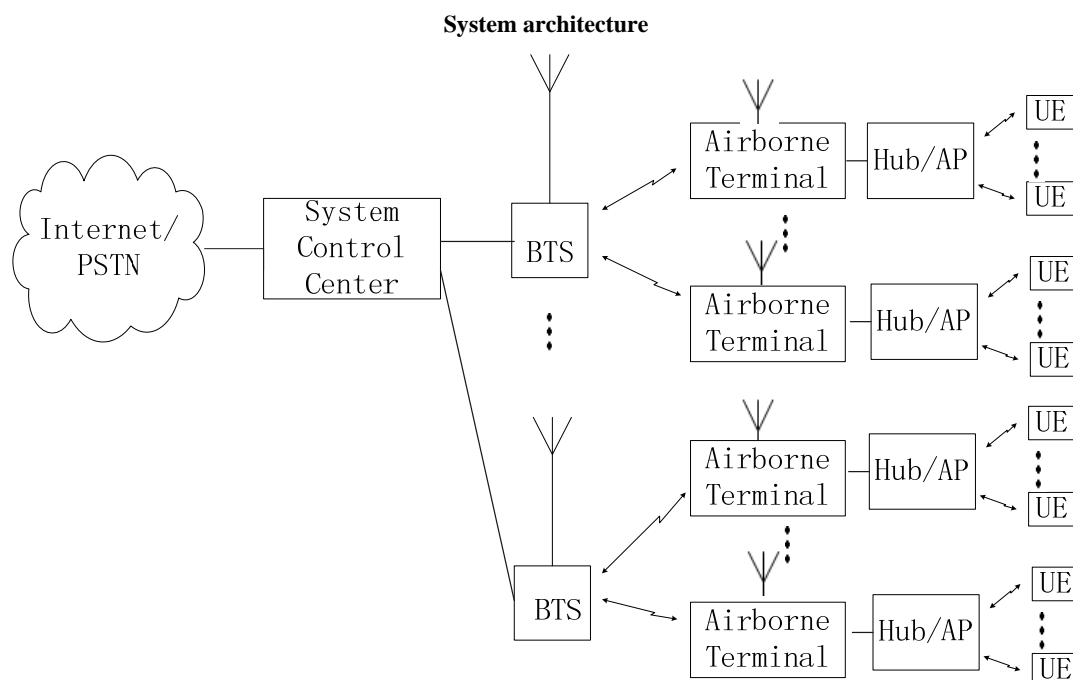 System architecture
Internet/
PSTN
System
Control
Center
BTS
Airborne
Terminal
Hub/AP
UE
UE
Airborne
Terminal
Hub/AP
UE
UE
BTS
Airborne
Terminal
Hub/AP
UE
UE
Airborne
Terminal
Hub/AP
UE
UE